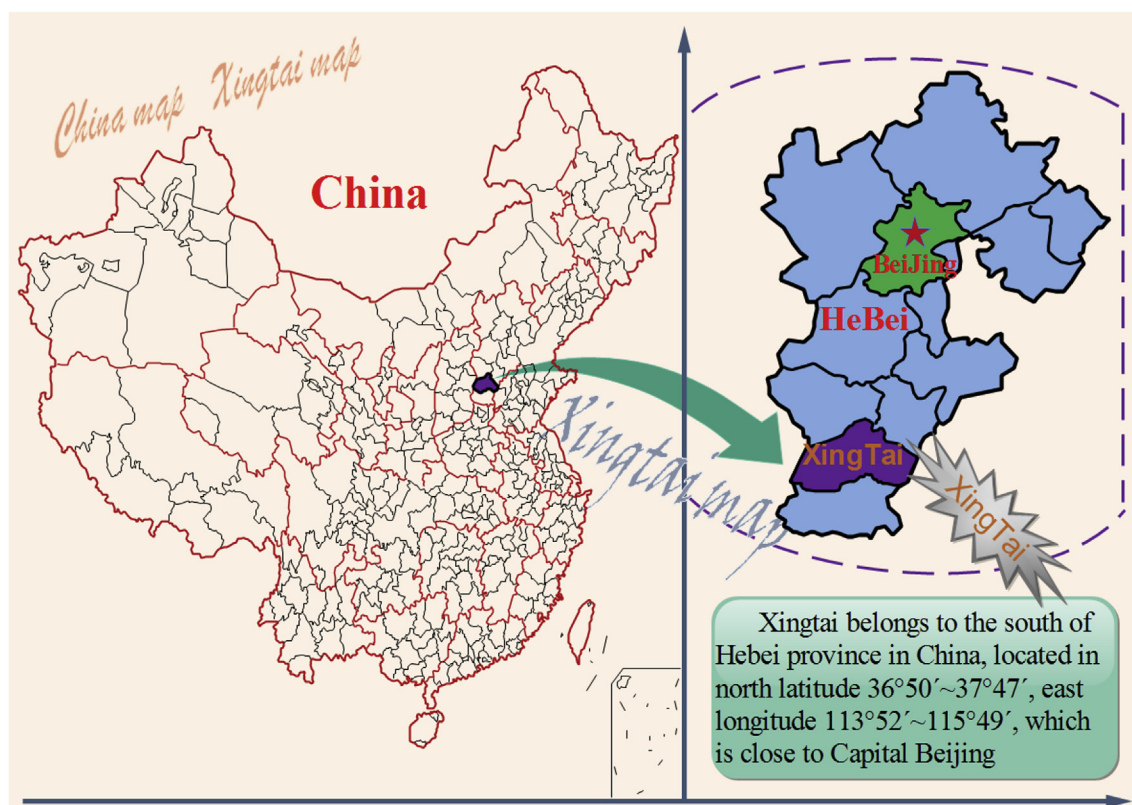 China map Xingtai map
China
BeiJing
HeBei
XingTai
Xingtai map
XingTai
Xingtai belongs to the south of
Hebei province in China, located in
north latitude 36°50´~37°47´, east
longitude 113°52´~115°49´, which
is close to Capital Beijing